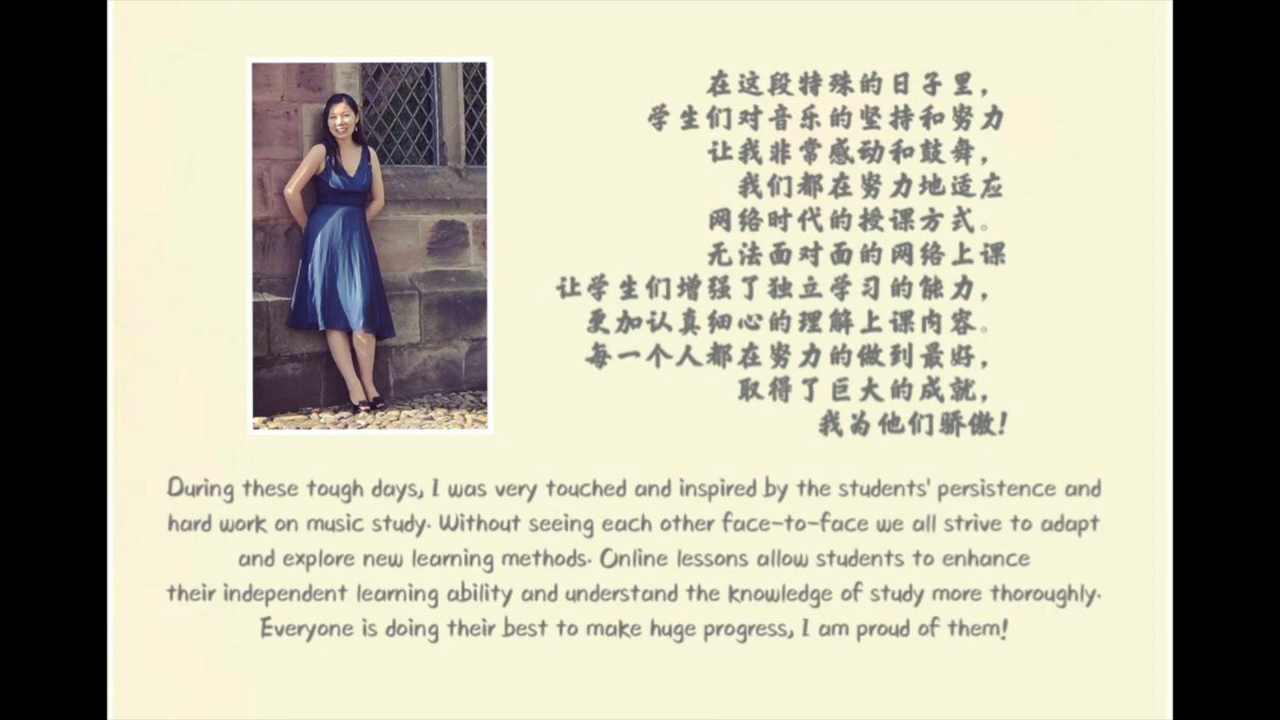 在这段特殊的日子里，
学生们对音乐的坚持和努力
让我非常感动和鼓舞，
我们都在努力地适应
网络时代的授课方式。
无法面对面的网络上课
让学生们增强了独立学习的能力，
更加认真细心的理解上课内容。
每一个人都在努力的做到最好，
取得了巨大的成就，
我为他们骄傲！
During these tough days, I was very touched and inspired by the students' persistence and
hard work on music study. Without seeing each other face-to-face we all strive to adapt
and explore new learning methods. Online lessons allow students to enhance
their independent learning ability and understand the knowledge of study more thoroughly.
Everyone is doing their best to make huge progress, I am proud of them!